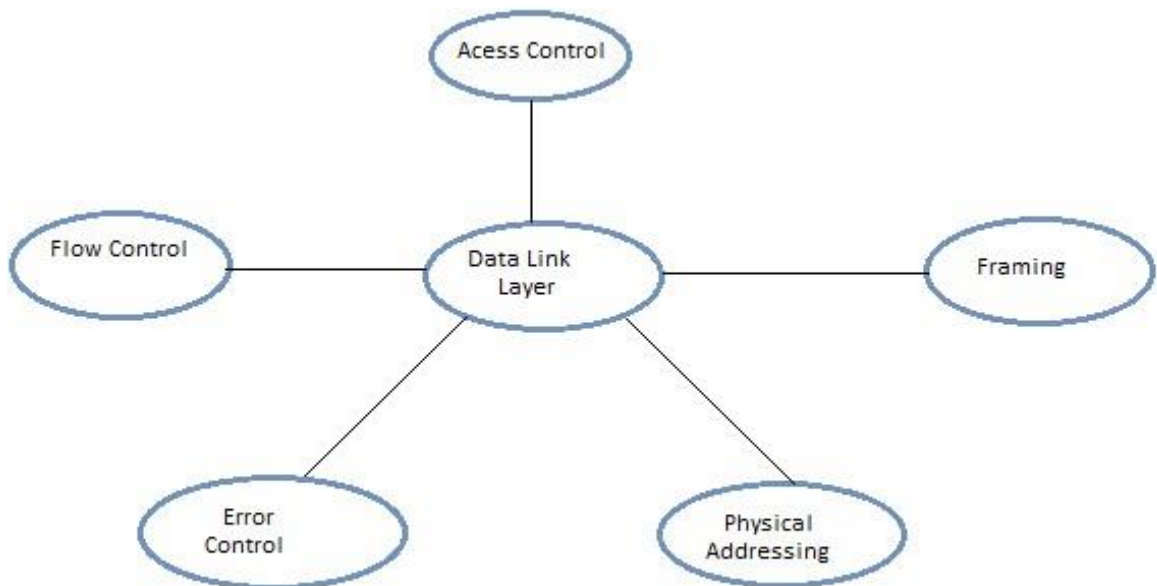 Acess Control
Flow Control
Data Link
Layer
Framing
Error
Control
Physical
Addressing